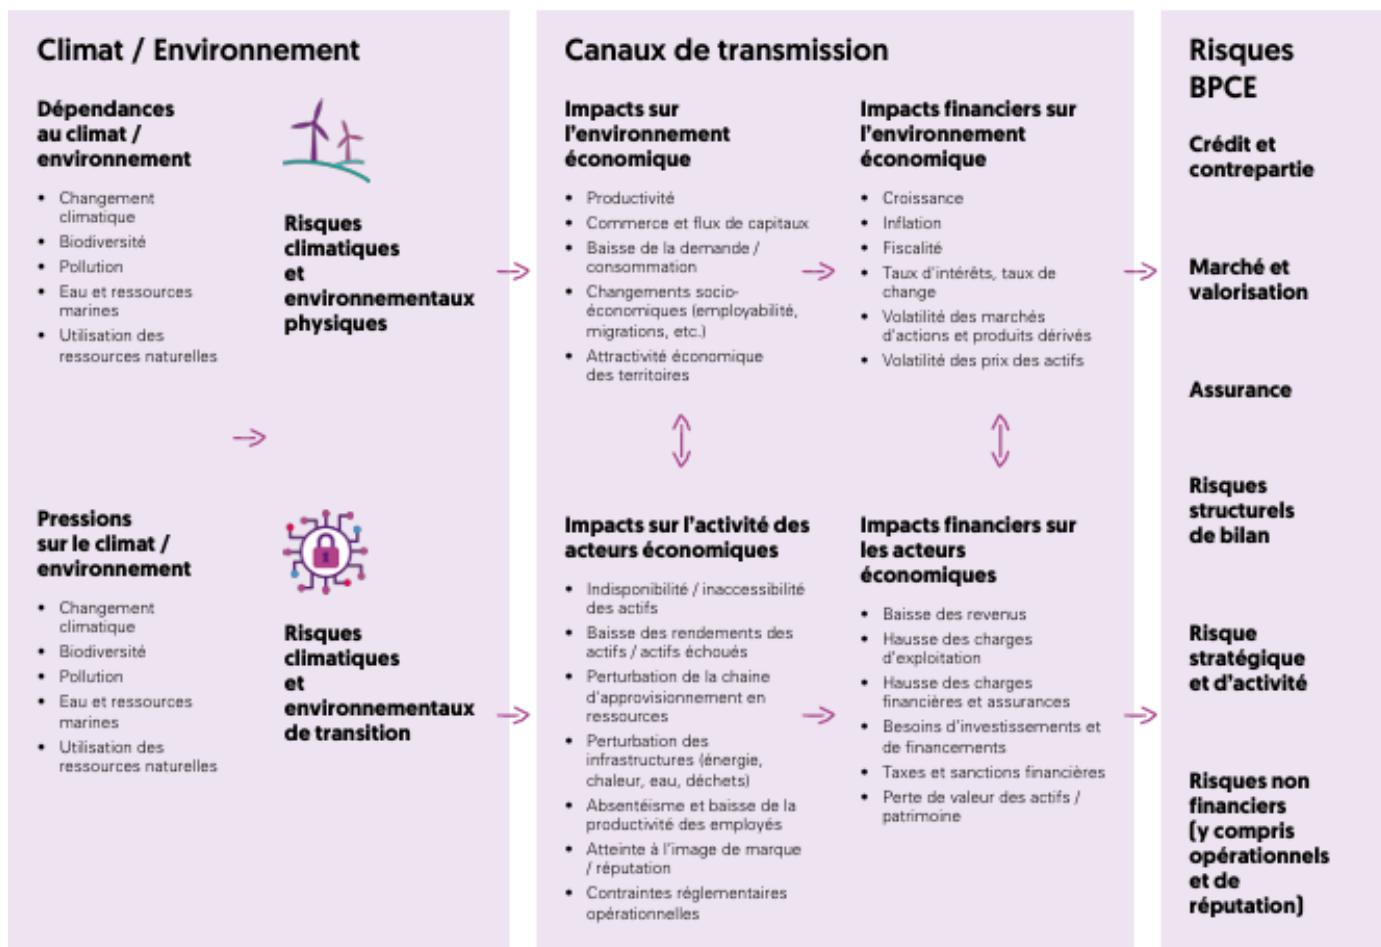 Climat / Environnement
Dépendances
au climat /
environnement
• Changement
climatique
• Biodiversité
• Pollution
• Eau et ressources
marines
• Utilisation des
ressources naturelles
Risques
climatiques
et
environnementaux
physiques
Pressions
sur le climat /
environnement
• Changement
climatique
• Biodiversité
• Pollution
• Eau et ressources
marines
• Utilisation des
ressources naturelles
Risques
climatiques
et
environnementaux
de transition
Canaux de transmission
Impacts sur
l'environnement
économique
• Productivité
• Commerce et flux de capitaux
• Baisse de la demande /
consommation
• Changements socio-
économiques (employabilité,
migrations, etc.)
• Attractivité économique
des territoires
Impacts financiers sur
l'environnement
économique
• Croissance
• Inflation
• Fiscalité
• Taux d'intérêts, taux de
change
• Volatilité des marchés
d'actions et produits dérivés
• Volatilité des prix des actifs
Impacts sur l'activité des
acteurs économiques
• Indisponibilité / inaccessibilité
des actifs
• Baisse des rendements des
actifs / actifs échoués
• Perturbation de la chaine
d'approvisionnement en
ressources
• Perturbation des
infrastructures (énergie,
chaleur, eau, déchets)
• Absentéisme et baisse de la
productivité des employés
• Atteinte à l'image de marque
/ réputation
• Contraintes réglementaires
opérationnelles
Impacts financiers sur
les acteurs
économiques
• Baisse des revenus
• Hausse des charges
d'exploitation
• Hausse des charges
financières et assurances
• Besoins d'investissements et
de financements
• Taxes et sanctions financières
• Perte de valeur des actifs /
patrimoine
Risques
BPCE
Crédit et
contrepartie
Marché et
valorisation
Assurance
Risques
structurels
de bilan
Risque
stratégique
et d'activité
Risques non
financiers
(y compris
opérationnels
et de
réputation)